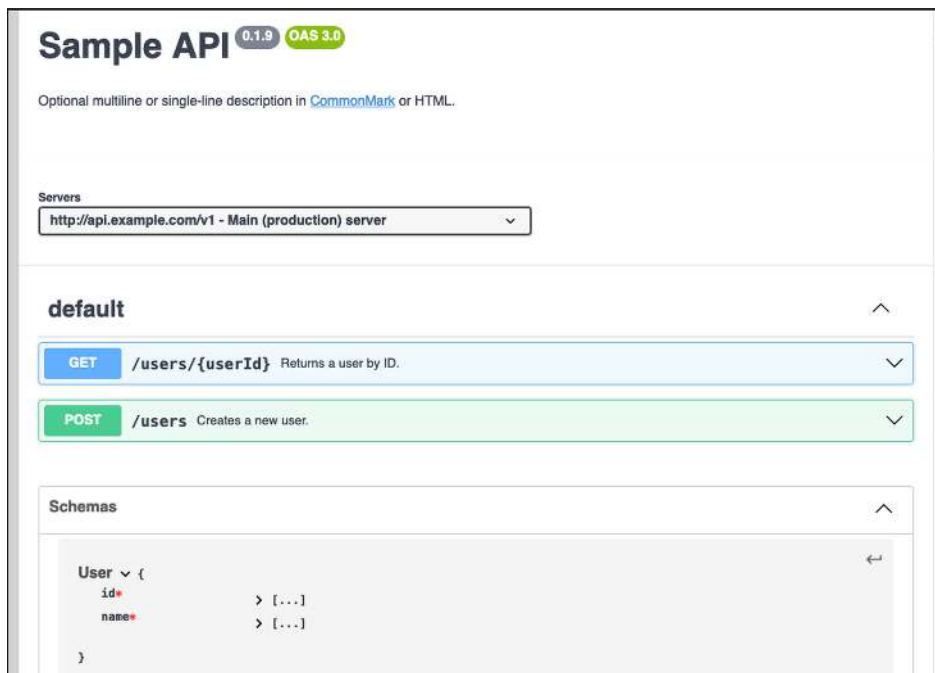 Sample API 0.1.9 OAS 3.0
Optional multiline or single-line description in CommonMark or HTML.
Servers
http://api.example.com/v1 - Main (production) server
default
GET /users/{userId} Returns a user by ID.
POST /users Creates a new user.
Schemas
User {
id* > [...]
name* > [...]
}